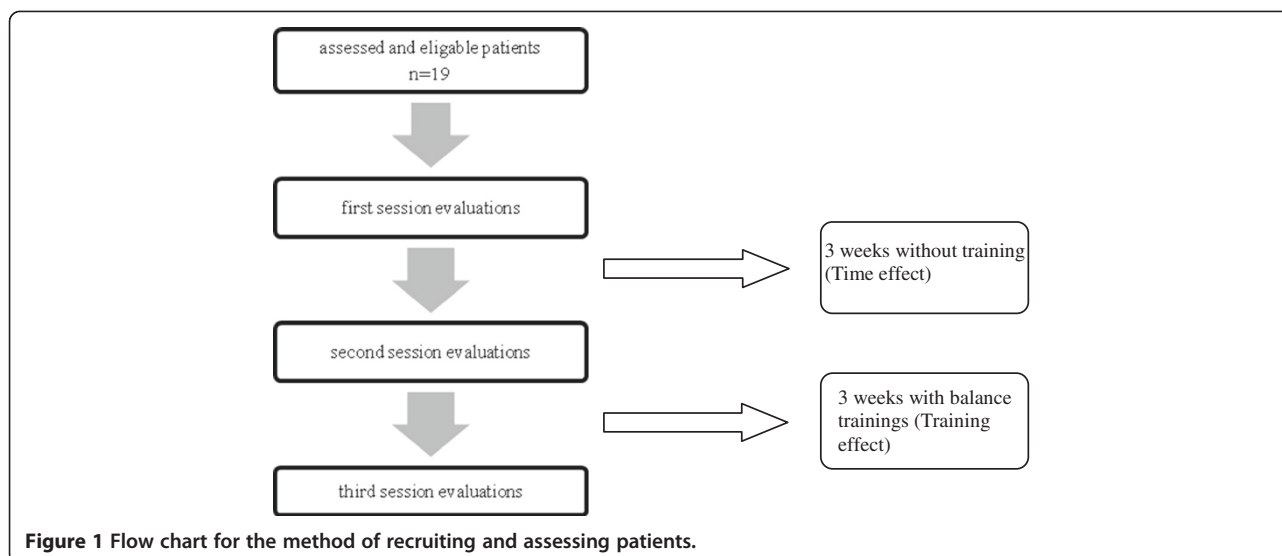 assessed and eligable patients
n=19
first session evaluations
3 weeks without training
(Time effect)
second session evaluations
3 weeks with balance
trainings (Training
effect)
third session evaluations
Figure 1 Flow chart for the method of recruiting and assessing patients.